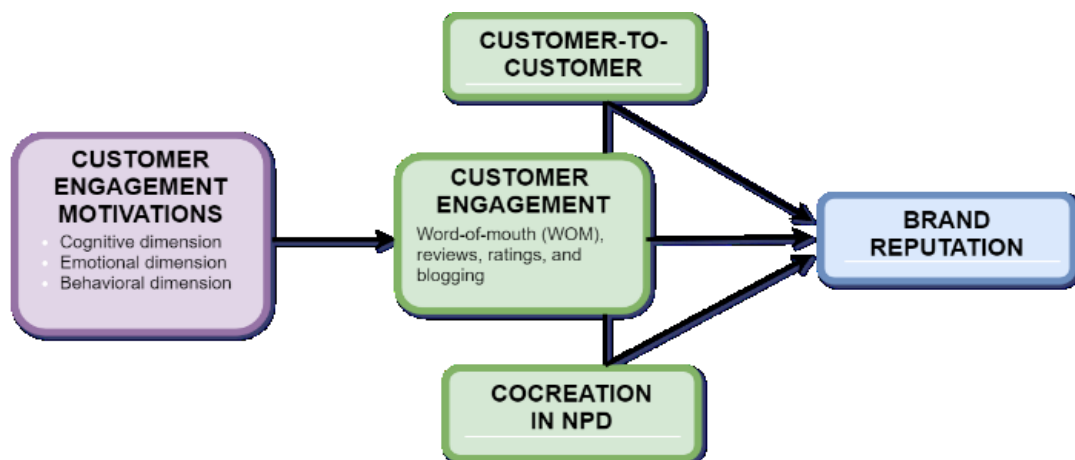 CUSTOMER-TO-
CUSTOMER
CUSTOMER
ENGAGEMENT
MOTIVATIONS
Cognitive dimension
Emotional dimension
Behavioral dimension
CUSTOMER
ENGAGEMENT
Word-of-mouth (WOM),
reviews, ratings, and
blogging
BRAND
REPUTATION
COCREATION
IN NPD